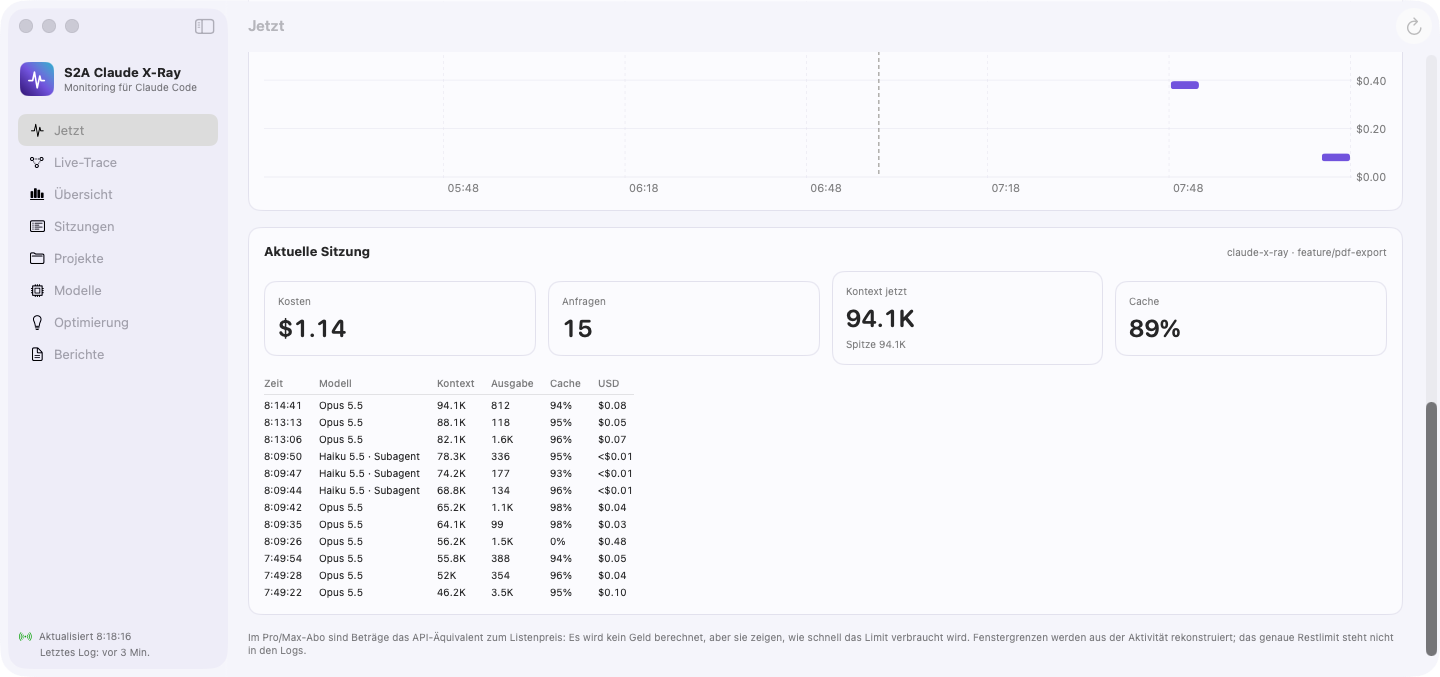 Jetzt
S2A Claude X-Ray
Monitoring für Claude Code
Jetzt
Live-Trace
Übersicht
Sitzungen
Projekte
Modelle
Optimierung
Berichte
Aktualisiert 8:18:16
Letztes Log: vor 3 Min.
$0.40
$0.20
$0.00
05:48 06:18 06:48 07:18 07:48
Aktuelle Sitzung claude-x-ray · feature/pdf-export
Kosten
$1.14
Anfragen
15
Kontext jetzt
94.1K
Spitze 94.1K
Cache
89%
Zeit Modell Kontext Ausgabe Cache USD
8:14:41 Opus 5.5 94.1K 812 94% $0.08
8:13:13 Opus 5.5 88.1K 118 95% $0.05
8:13:06 Opus 5.5 82.1K 1.6K 96% $0.07
8:09:50 Haiku 5.5 · Subagent 78.3K 336 95% <$0.01
8:09:47 Haiku 5.5 · Subagent 74.2K 177 93% <$0.01
8:09:44 Haiku 5.5 · Subagent 68.8K 134 96% <$0.01
8:09:42 Opus 5.5 65.2K 1.1K 98% $0.04
8:09:35 Opus 5.5 64.1K 99 98% $0.03
8:09:26 Opus 5.5 56.2K 1.5K 0% $0.48
7:49:54 Opus 5.5 55.8K 388 94% $0.05
7:49:28 Opus 5.5 52K 354 96% $0.04
7:49:22 Opus 5.5 46.2K 3.5K 95% $0.10
Im Pro/Max-Abo sind Beträge das API-Äquivalent zum Listenpreis: Es wird kein Geld berechnet, aber sie zeigen, wie schnell das Limit verbraucht wird. Fenstergrenzen werden aus der Aktivität rekonstruiert; das genaue Restlimit steht nicht
in den Logs.